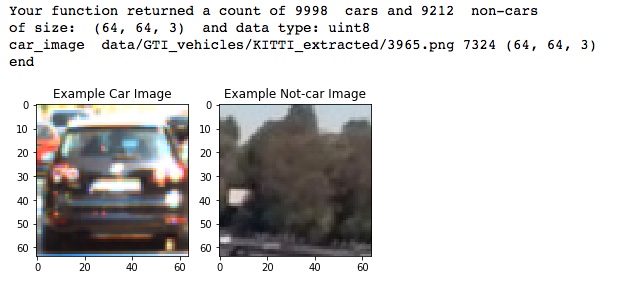 Your function returned a count of 9998  cars and 9212  non-cars
of size:  (64, 64, 3)  and data type: uint8
car_image  data/GTI_vehicles/KITTI_extracted/3965.png 7324 (64, 64, 3)
end
Example Car Image
Example Not-car Image
0
10
20
30
40
50
60
0 20 40 60
0
10
20
30
40
50
60
0 20 40 60